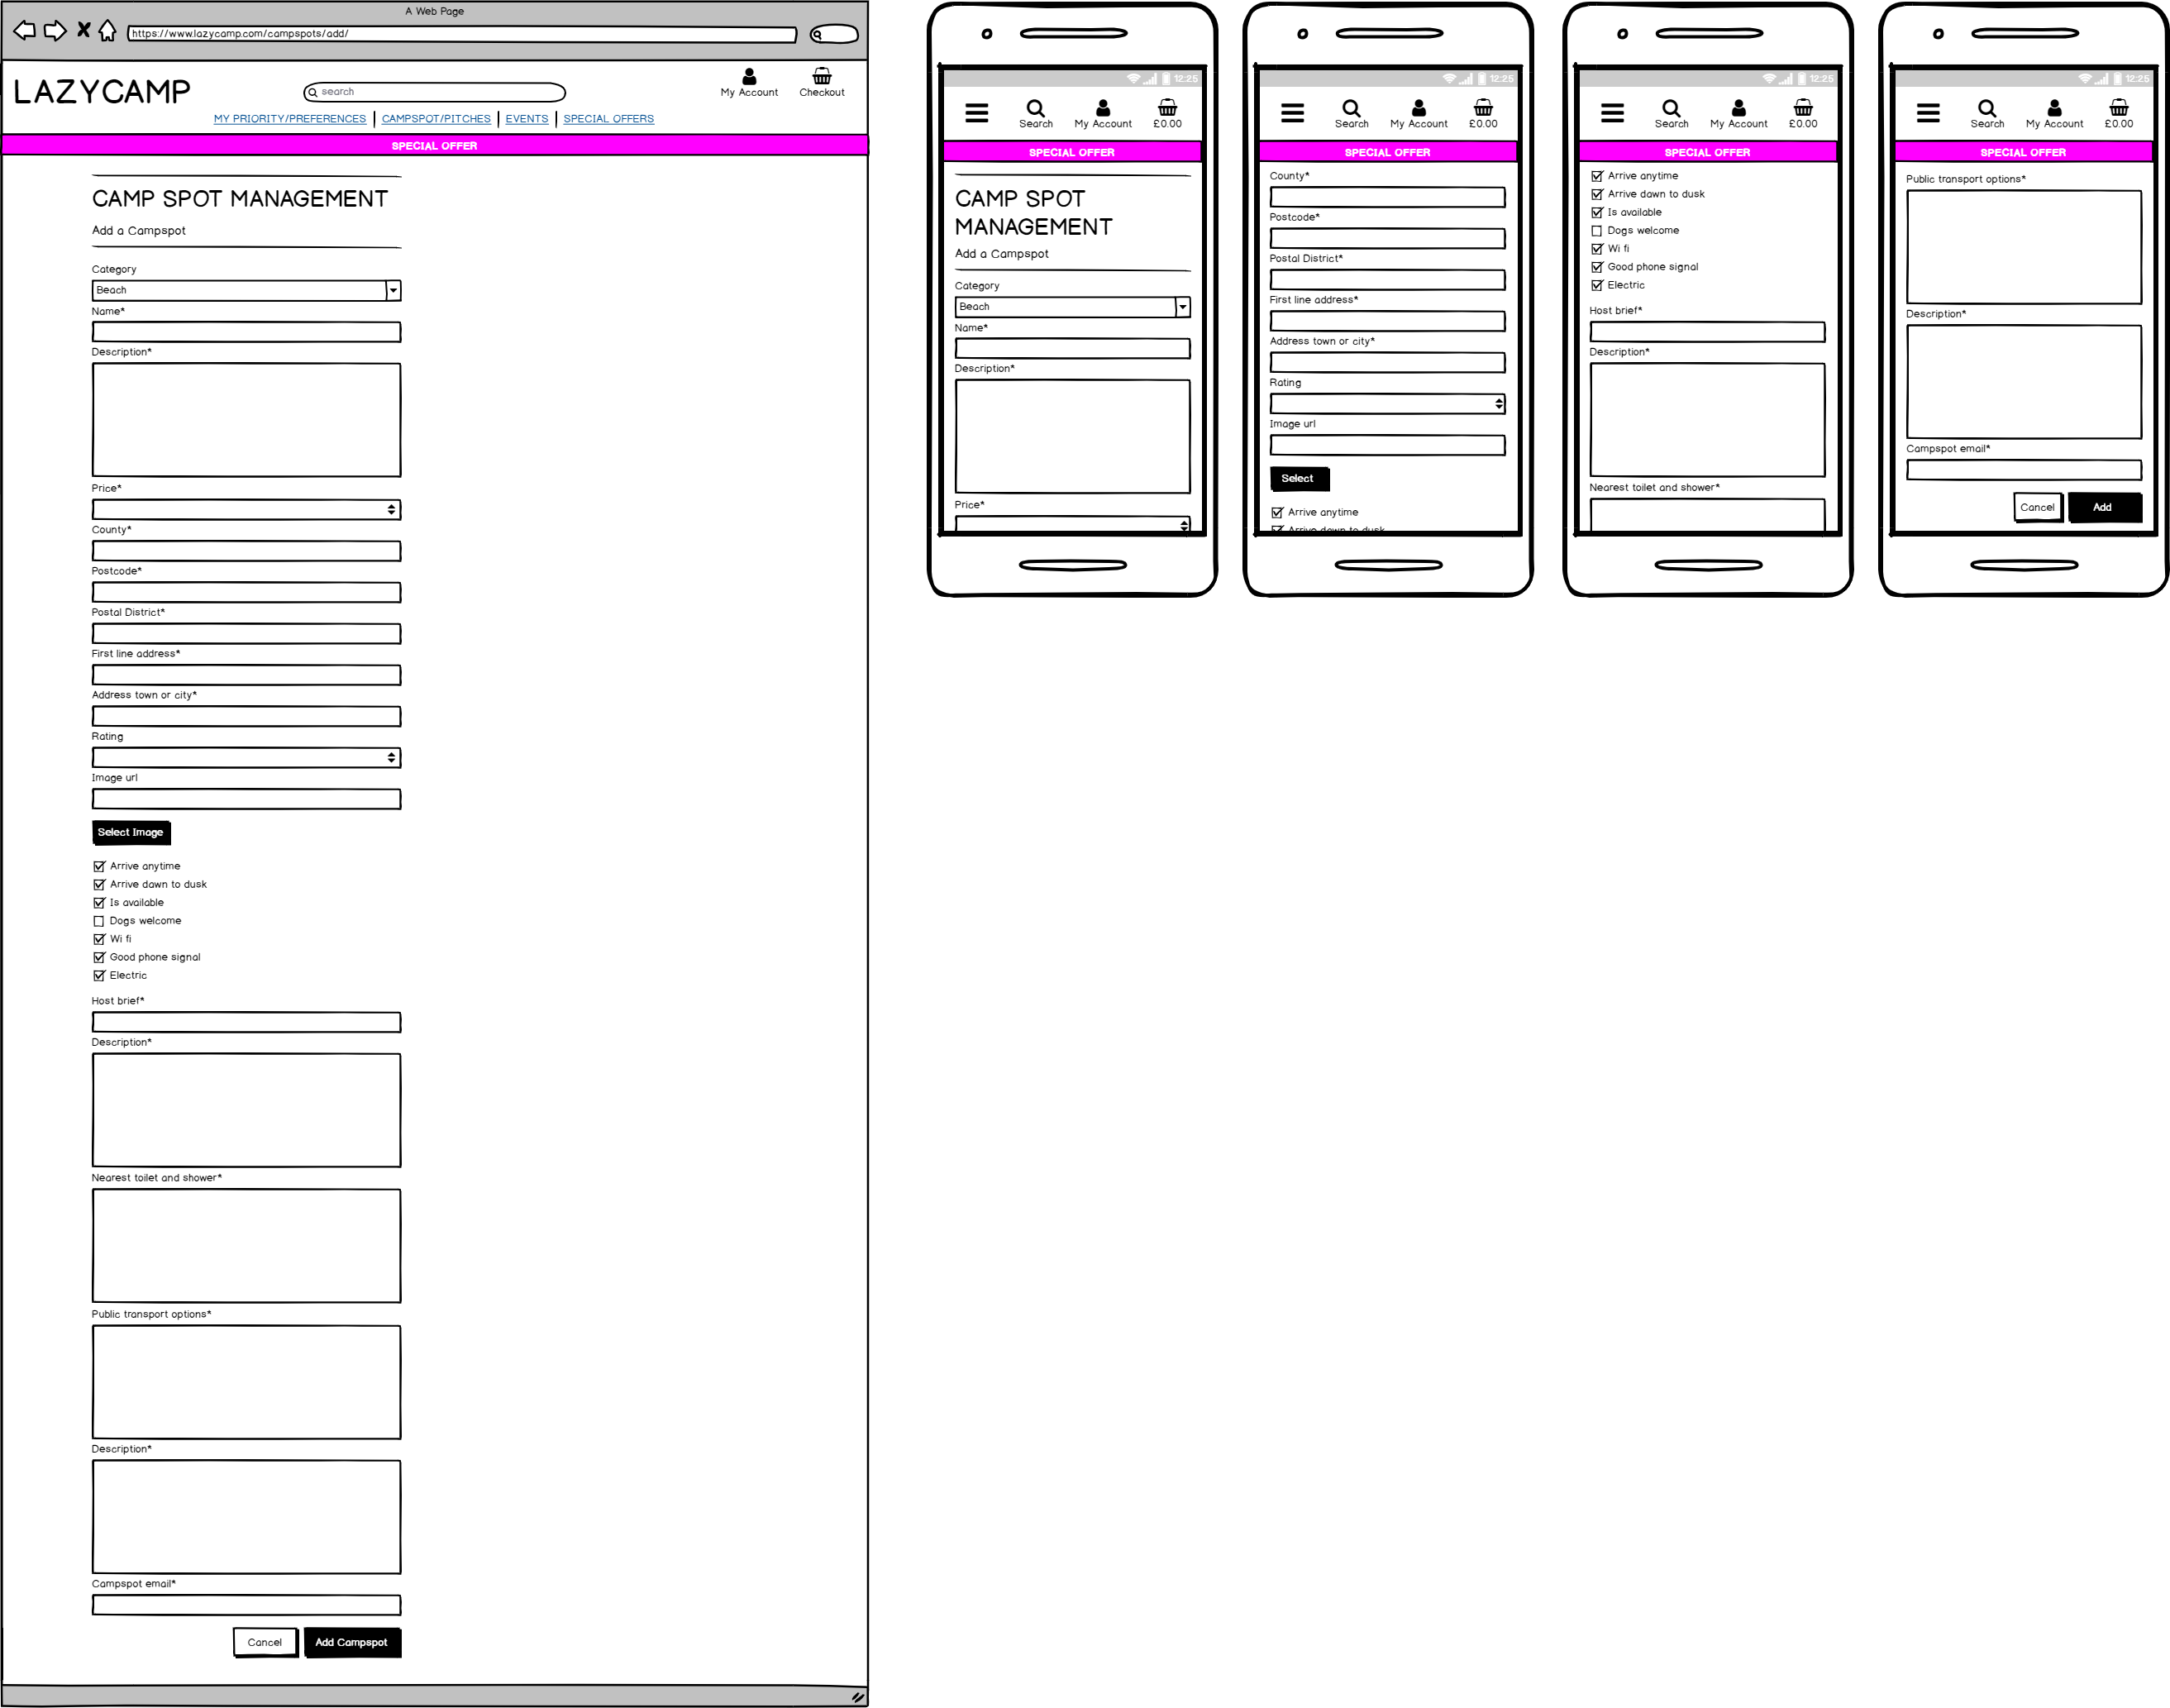 A Web Page
https://www.lazycamp.com/campspots/add/
LAZYCAMP
search
My Account
Checkout
MY PRIORITY/PREFERENCES
CAMPSPOT/PITCHES
EVENTS
SPECIAL OFFERS
SPECIAL OFFER
CAMP SPOT MANAGEMENT
Add a Campspot
Category
Beach
Name*
Description*
Price*
County*
Postcode*
Postal District*
First line address*
Address town or city*
Rating
Image url
Select Image
Arrive anytime
Arrive dawn to dusk
Is available
Dogs welcome
Wi fi
Good phone signal
Electric
Host brief*
Description*
Nearest toilet and shower*
Public transport options*
Description*
Campspot email*
Cancel
Add Campspot
12:25
Search
My Account
£0.00
SPECIAL OFFER
CAMP SPOT
MANAGEMENT
Add a Campspot
Category
Beach
Name*
Description*
Price*
12:25
Search
My Account
£0.00
SPECIAL OFFER
County*
Postcode*
Postal District*
First line address*
Address town or city*
Rating
Image url
Select
Arrive anytime
Arrive dawn to dusk
12:25
Search
My Account
£0.00
SPECIAL OFFER
Arrive anytime
Arrive dawn to dusk
Is available
Dogs welcome
Wi fi
Good phone signal
Electric
Host brief*
Description*
Nearest toilet and shower*
12:25
Search
My Account
£0.00
SPECIAL OFFER
Public transport options*
Description*
Campspot email*
Cancel
Add